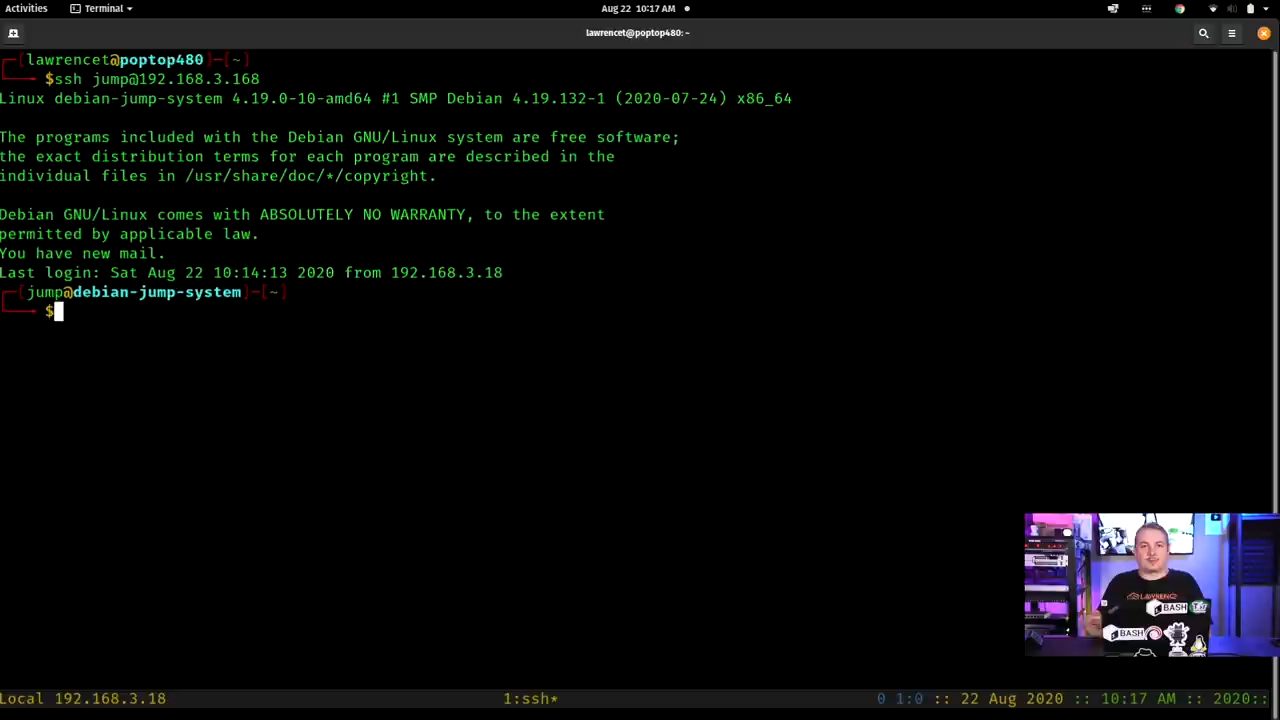 Activities
Terminal
Aug 22 10:17 AM
lawrencet@poptop480: ~
[lawrencet@poptop480]-[~]
$ssh jump@192.168.3.168
Linux debian-jump-system 4.19.0-10-amd64 #1 SMP Debian 4.19.132-1 (2020-07-24) x86_64
The programs included with the Debian GNU/Linux system are free software;
the exact distribution terms for each program are described in the
individual files in /usr/share/doc/*/copyright.
Debian GNU/Linux comes with ABSOLUTELY NO WARRANTY, to the extent
permitted by applicable law.
You have new mail.
Last login: Sat Aug 22 10:14:13 2020 from 192.168.3.18
[jump@debian-jump-system]-[~]
$
LAWRENCE
BASH
BASH
Local 192.168.3.18
1:ssh*
0 1:0 :: 22 Aug 2020 :: 10:17 AM :: 2020::